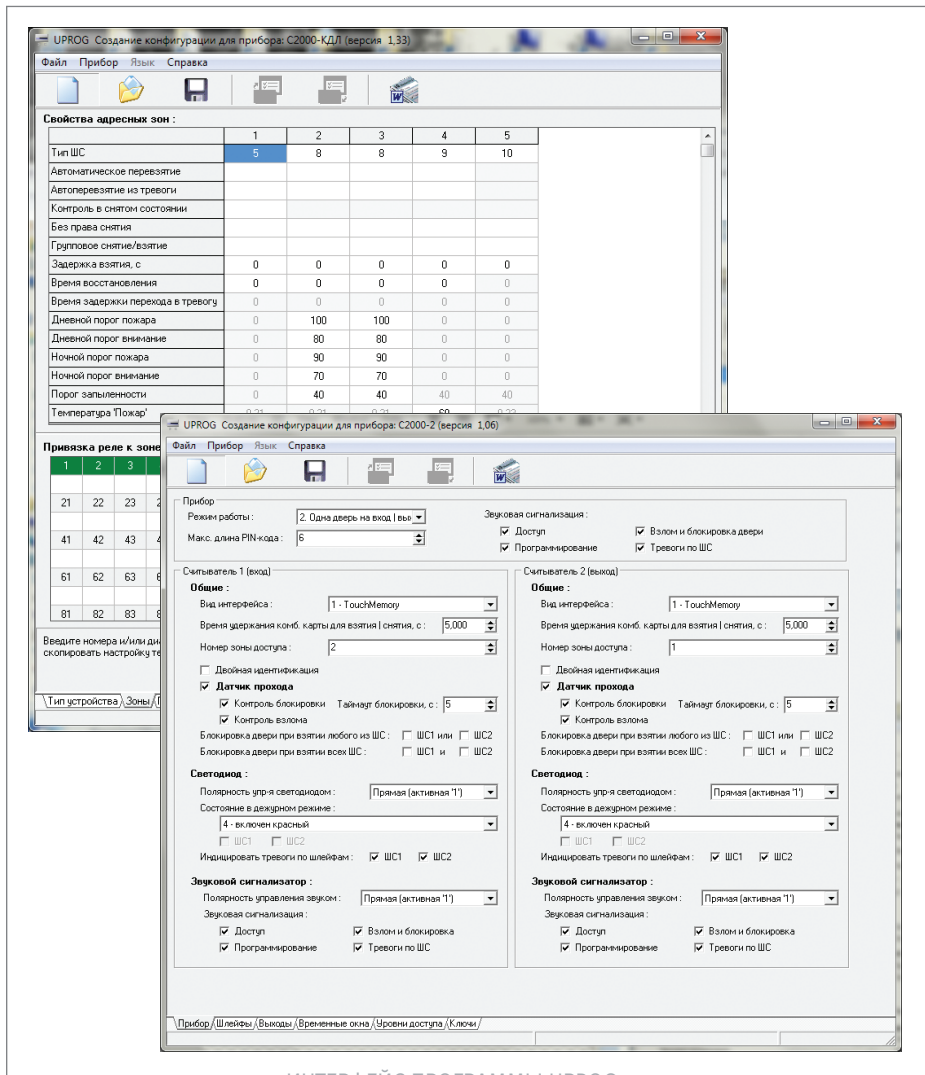 UPROG Создание конфигурации для прибора: С2000-КДЛ (версия 1,33)
Файл Прибор Язык Справка
Свойства адресных зон :
1 2 3 4 5
Тип ШС 5 8 8 9 10
Автоматическое перевзятие
Автоперевзятие из тревоги
Контроль в снятом состоянии
Без права снятия
Групповое снятие/взятие
Задержка взятия, с 0 0 0 0 0
Время восстановления 0 0 0 0 0
Время задержки перехода в тревогу 0 0 0 0 0
Дневной порог пожара 0 100 100 0 0
Дневной порог внимание 0 80 80 0 0
Ночной порог пожара 0 90 90 0 0
Ночной порог внимание 0 70 70 0 0
Порог запыленности 0 40 40 40 40
Температура 'Пожар'
Привязка реле к зоне
1 2 3
21 22 23
41 42 43
61 62 63
81 82 83
Введите номера и/или
скопировать настройку
Тип устройства Зоны
UPROG Создание конфигурации для прибора: С2000-2 (версия 1,06)
Файл Прибор Язык Справка
Прибор
Режим работы : 2. Одна дверь на вход | вых
Макс. длина PIN-кода : 6
Звуковая сигнализация :
Доступ Взлом и блокировка двери
Программирование Тревоги по ШС
Считыватель 1 (вход)
Общие :
Вид интерфейса : 1 - TouchMemory
Время удержания комб. карты для взятия | снятия, с : 5,000
Номер зоны доступа : 2
Двойная идентификация
Датчик прохода
Контроль блокировки Таймаут блокировки, с : 5
Контроль взлома
Блокировка двери при взятии любого из ШС : ШС1 или ШС2
Блокировка двери при взятии всех ШС : ШС1 и ШС2
Светодиод :
Полярность упр-я светодиодом : Прямая (активная '1')
Состояние в дежурном режиме :
4 - включен красный
ШС1 ШС2
Индицировать тревоги по шлейфам : ШС1 ШС2
Звуковой сигнализатор :
Полярность управления звуком : Прямая (активная '1')
Звуковая сигнализация :
Доступ Взлом и блокировка
Программирование Тревоги по ШС
Считыватель 2 (выход)
Общие :
Вид интерфейса : 1 - TouchMemory
Время удержания комб. карты для взятия | снятия, с : 5,000
Номер зоны доступа : 1
Двойная идентификация
Датчик прохода
Контроль блокировки Таймаут блокировки, с : 5
Контроль взлома
Блокировка двери при взятии любого из ШС : ШС1 или ШС2
Блокировка двери при взятии всех ШС : ШС1 и ШС2
Светодиод :
Полярность упр-я светодиодом : Прямая (активная '1')
Состояние в дежурном режиме :
4 - включен красный
ШС1 ШС2
Индицировать тревоги по шлейфам : ШС1 ШС2
Звуковой сигнализатор :
Полярность управления звуком : Прямая (активная '1')
Звуковая сигнализация :
Доступ Взлом и блокировка
Программирование Тревоги по ШС
Прибор Шлейфы Выходы Временные окна Уровни доступа Ключи